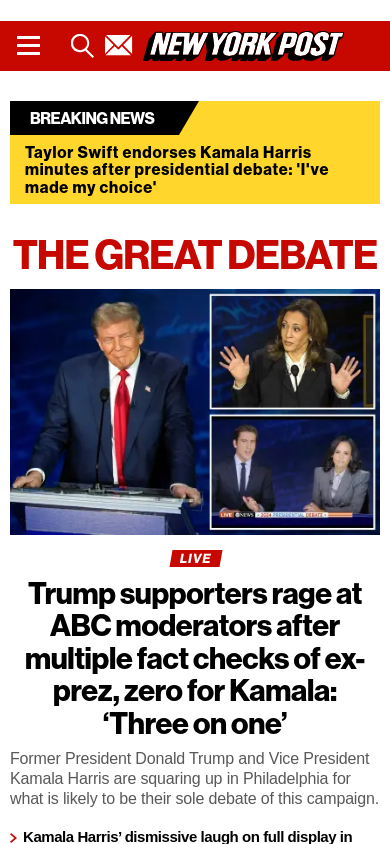 NEW YORK POST
BREAKING NEWS
Taylor Swift endorses Kamala Harris
minutes after presidential debate: 'I've
made my choice'
THE GREAT DEBATE
LIVE abc NEWS 2024 PRESIDENTIAL DEBATE
LIVE
Trump supporters rage at
ABC moderators after
multiple fact checks of ex-
prez, zero for Kamala:
‘Three on one’
Former President Donald Trump and Vice President
Kamala Harris are squaring up in Philadelphia for
what is likely to be their sole debate of this campaign.
Kamala Harris’ dismissive laugh on full display in